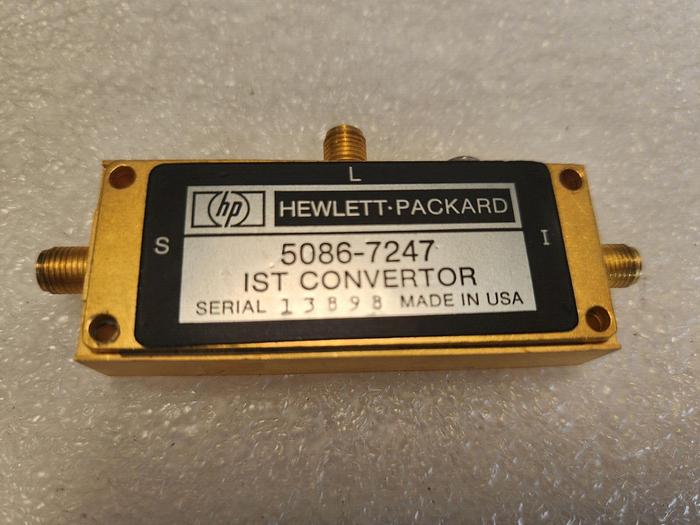 L
hp HEWLETT·PACKARD
S
I
5086-7247
IST CONVERTOR
SERIAL 13898 MADE IN USA